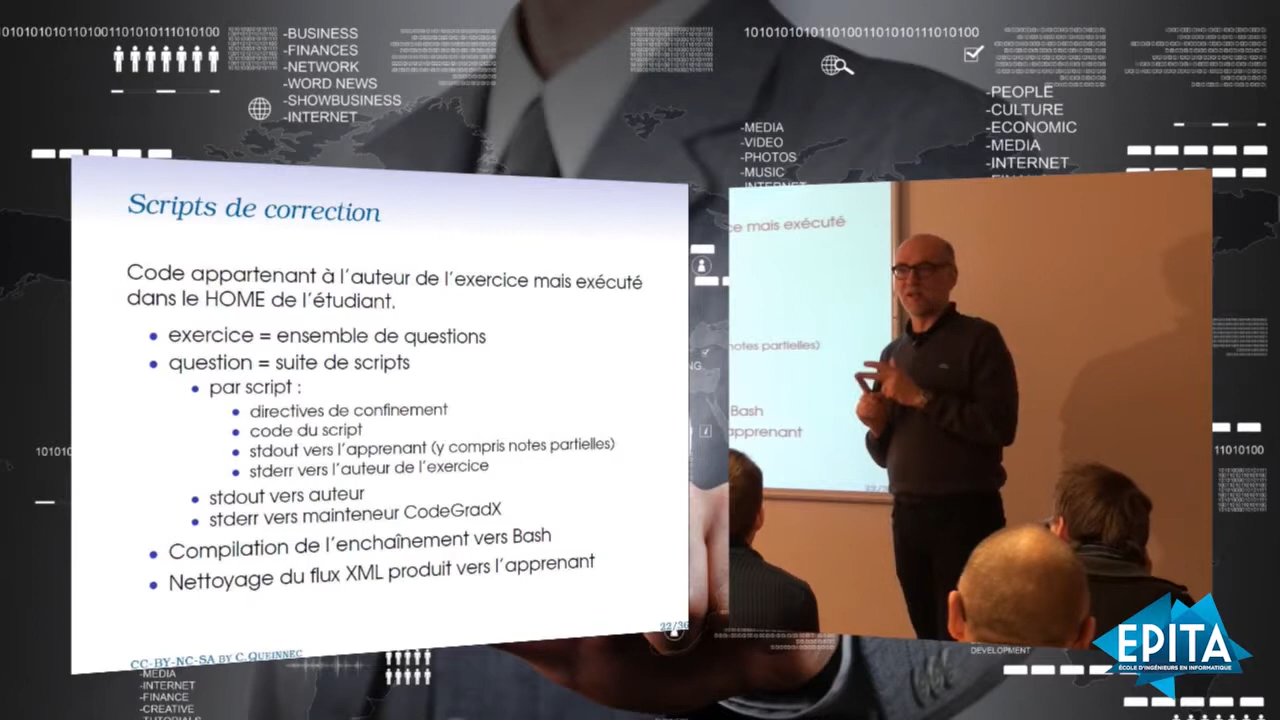 10101010101101001101010111010100
-BUSINESS
-FINANCES
-NETWORK
-WORD NEWS
-SHOWBUSINESS
-INTERNET
-MEDIA
-VIDEO
-PHOTOS
-MUSIC
-PEOPLE
-CULTURE
-ECONOMIC
-MEDIA
-INTERNET
Scripts de correction
Code appartenant à l'auteur de l'exercice mais exécuté
dans le HOME de l'étudiant.
• exercice = ensemble de questions
• question = suite de scripts
• par script :
• directives de confinement
• code du script
• stdout vers l'apprenant (y compris notes partielles)
• stderr vers l'auteur de l'exercice
• stdout vers auteur
• stderr vers mainteneur CodeGradX
• Compilation de l'enchaînement vers Bash
• Nettoyage du flux XML produit vers l'apprenant
22/36
CC-BY-NC-SA BY C.QUEINNEC
ce mais exécuté
notes partielles)
Bash
apprenant
11010100
-MEDIA
-INTERNET
-FINANCE
-CREATIVE
DEVELOPMENT
EPITA
ÉCOLE D'INGÉNIEURS EN INFORMATIQUE